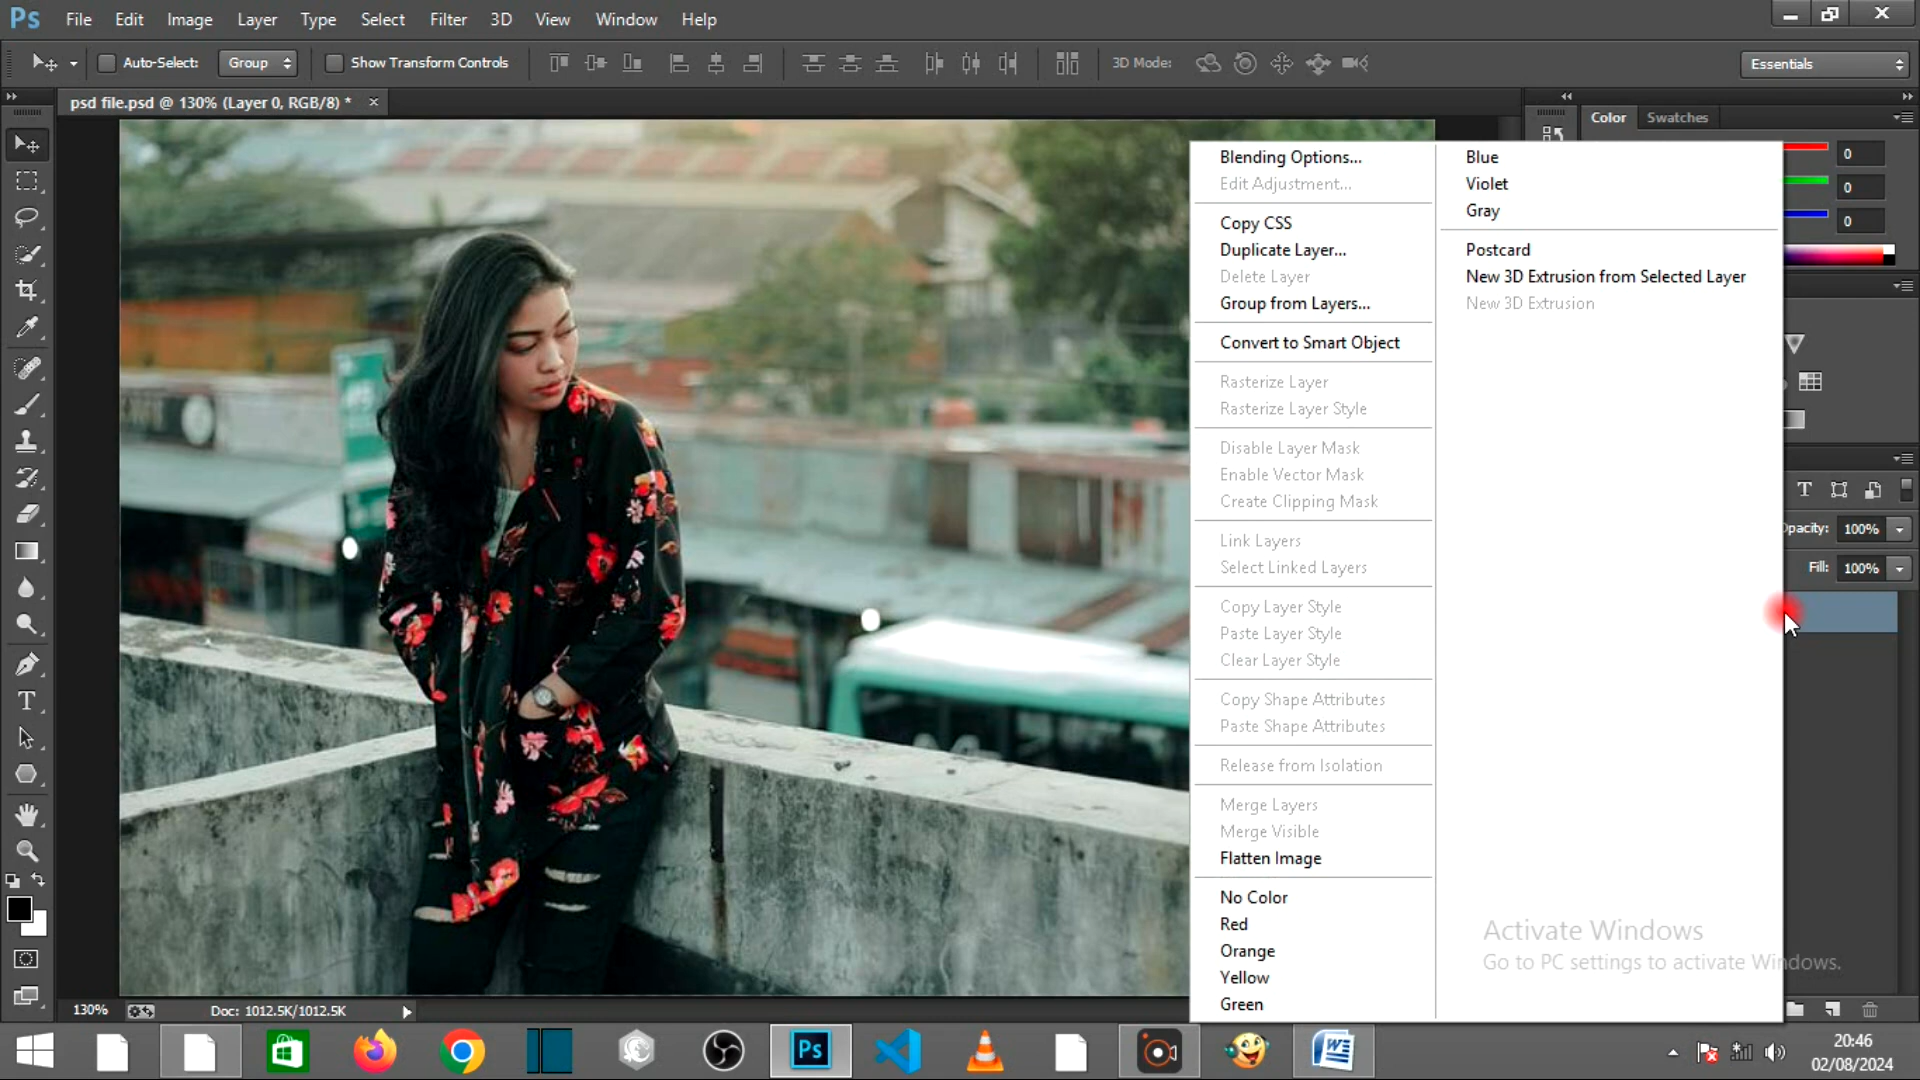 Ps File Edit Image Layer Type Select Filter 3D View Window Help
Auto-Select: Group Show Transform Controls 3D Mode: Essentials
psd file.psd @ 130% (Layer 0, RGB/8) * ×
Color Swatches
0
0
0
Blending Options...
Edit Adjustment...
Copy CSS
Duplicate Layer...
Delete Layer
Group from Layers...
Convert to Smart Object
Rasterize Layer
Rasterize Layer Style
Disable Layer Mask
Enable Vector Mask
Create Clipping Mask
Link Layers
Select Linked Layers
Copy Layer Style
Paste Layer Style
Clear Layer Style
Copy Shape Attributes
Paste Shape Attributes
Release from Isolation
Merge Layers
Merge Visible
Flatten Image
No Color
Red
Orange
Yellow
Green
Blue
Violet
Gray
Postcard
New 3D Extrusion from Selected Layer
New 3D Extrusion
Opacity: 100%
Fill: 100%
Activate Windows
Go to PC settings to activate Windows.
130% Doc: 1012.5K/1012.5K
Ps
20:46
02/08/2024